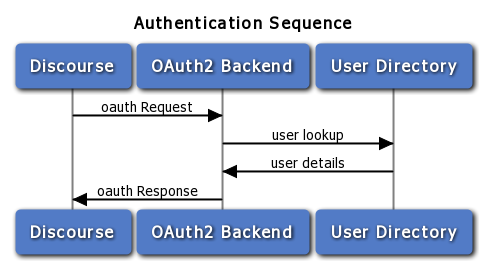 Authentication Sequence
Discourse OAuth2 Backend User Directory
oauth Request
user lookup
user details
oauth Response
Discourse OAuth2 Backend User Directory